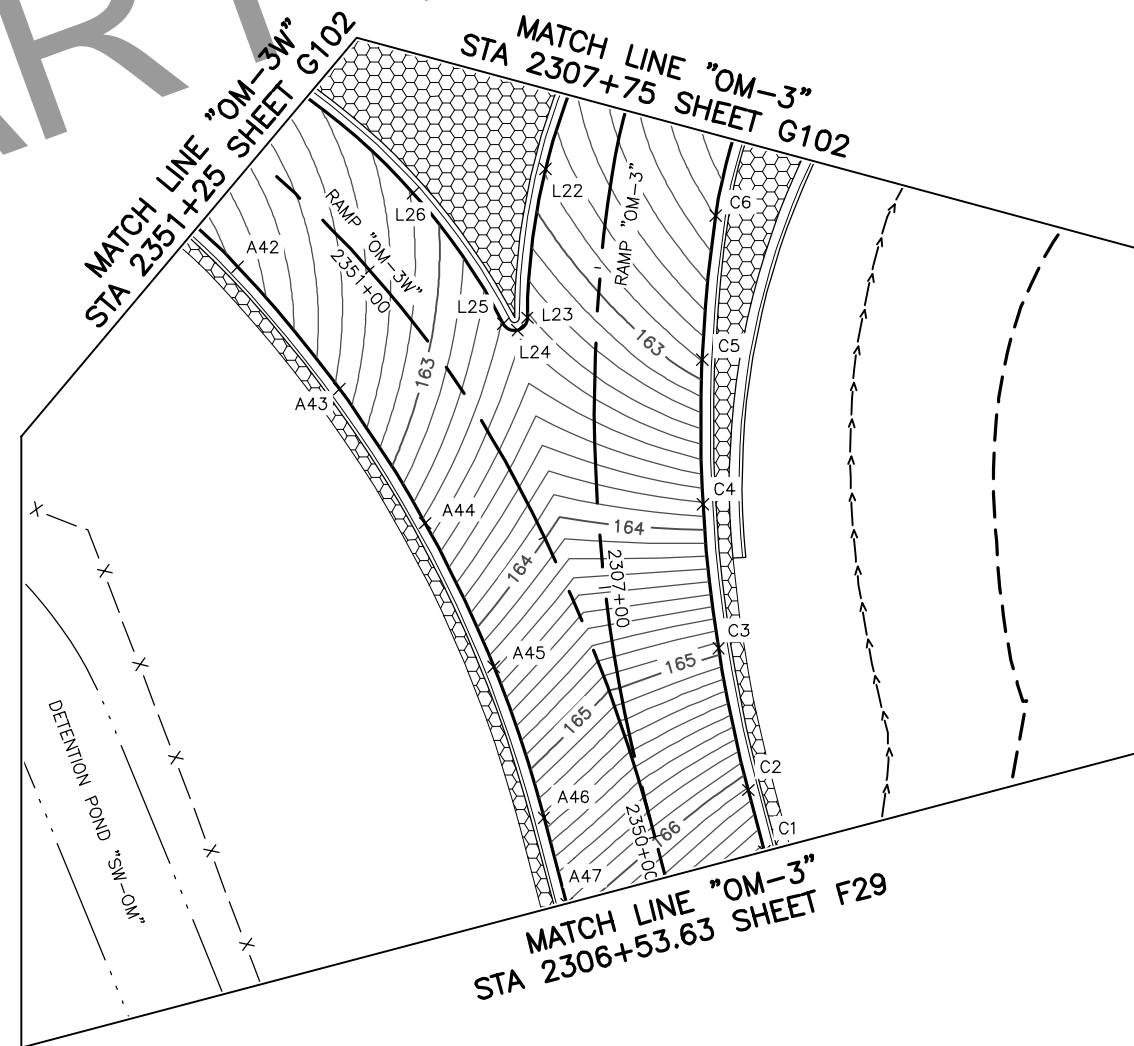 ART
MATCH LINE "OM-3W"
STA 2351+25 SHEET G102
MATCH LINE "OM-3"
STA 2307+75 SHEET G102
L22
C6
L26
RAMP "OM-3W"
2351+00
RAMP "OM-3"
A42
L25
L23
L24
163
163
C5
A43
A44
C4
164
164
2307+00
C3
A45
165
165
DETENTION POND "SW-OM"
C2
A46
2350+00
166
C1
A47
MATCH LINE "OM-3"
STA 2306+53.63 SHEET F29